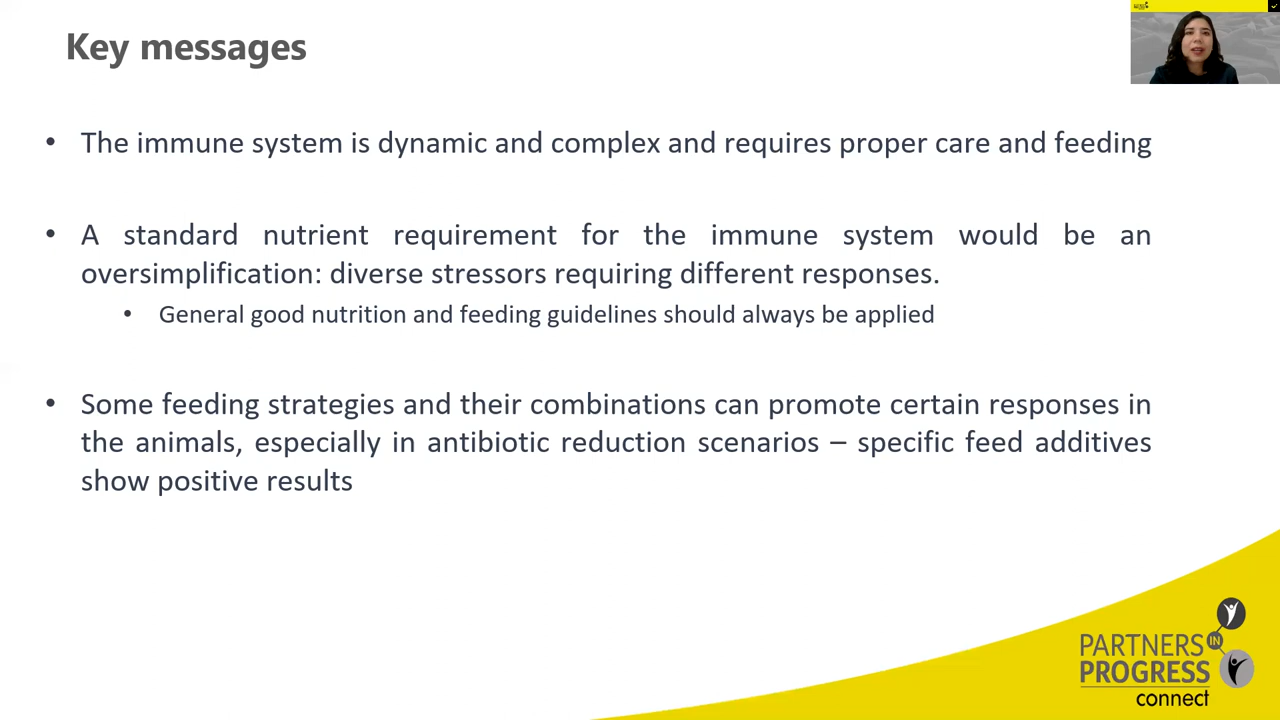 Key messages
• The immune system is dynamic and complex and requires proper care and feeding
• A standard nutrient requirement for the immune system would be an
oversimplification: diverse stressors requiring different responses.
• General good nutrition and feeding guidelines should always be applied
• Some feeding strategies and their combinations can promote certain responses in
the animals, especially in antibiotic reduction scenarios – specific feed additives
show positive results
PARTNERS IN
PROGRESS
connect